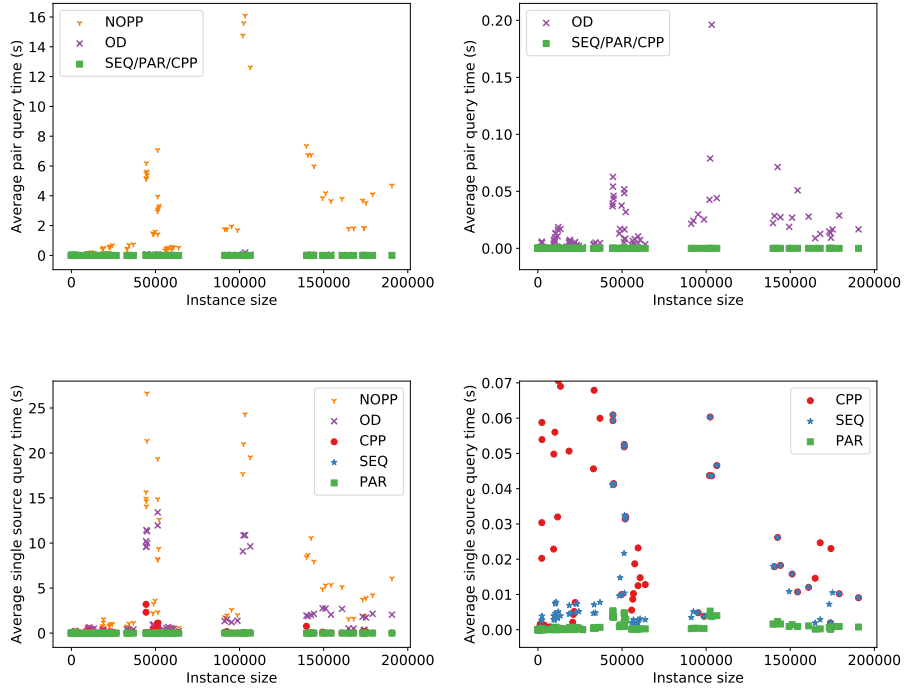 NOPP
OD
SEQ/PAR/CPP
Average pair query time (s)
16
14
12
10
8
6
4
2
0
0
50000
100000
150000
200000
Instance size
OD
SEQ/PAR/CPP
Average pair query time (s)
0.20
0.15
0.10
0.05
0.00
0
50000
100000
150000
200000
Instance size
NOPP
OD
CPP
SEQ
PAR
Average single source query time (s)
25
20
15
10
5
0
0
50000
100000
150000
200000
Instance size
CPP
SEQ
PAR
Average single source query time (s)
0.07
0.06
0.05
0.04
0.03
0.02
0.01
0.00
0
50000
100000
150000
200000
Instance size